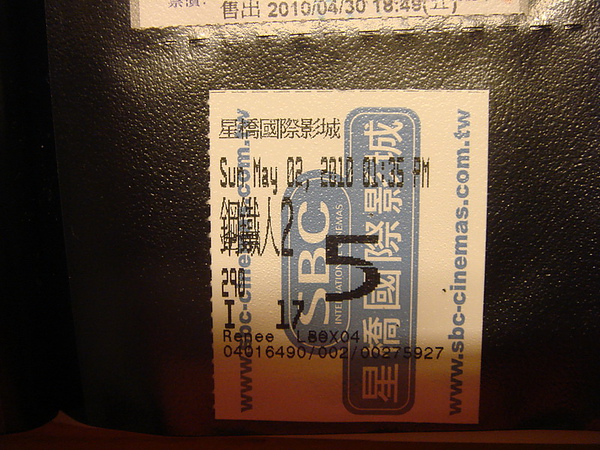 售出 2010/04/30 18:49(五)
星橋國際影城
Sun May 02, 2010 01:35 PM
鋼鐵人2
290
5
I 17
Renee L80X04
04016490/002/00275927
SBC
INTERNATIONAL CINEMAS
星橋國際影城
www.sbc-cinemas.com.tw
www.sbc-cinemas.com.tw